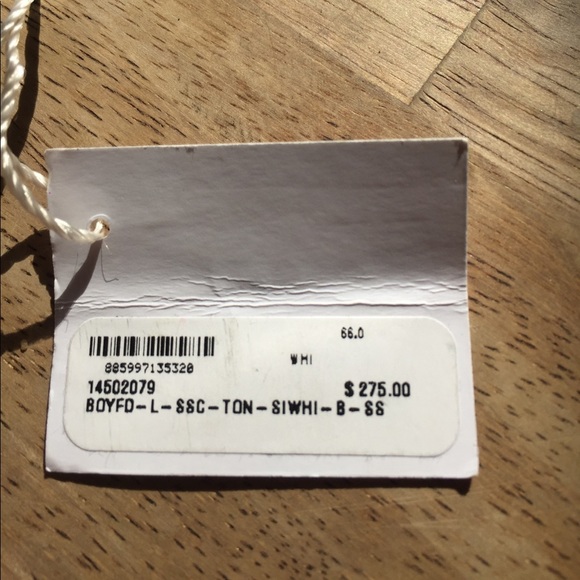 66.0
WHI
885997135320
14502079 $275.00
BOYFD-L-SSC-TON-SIWHI-B-SS